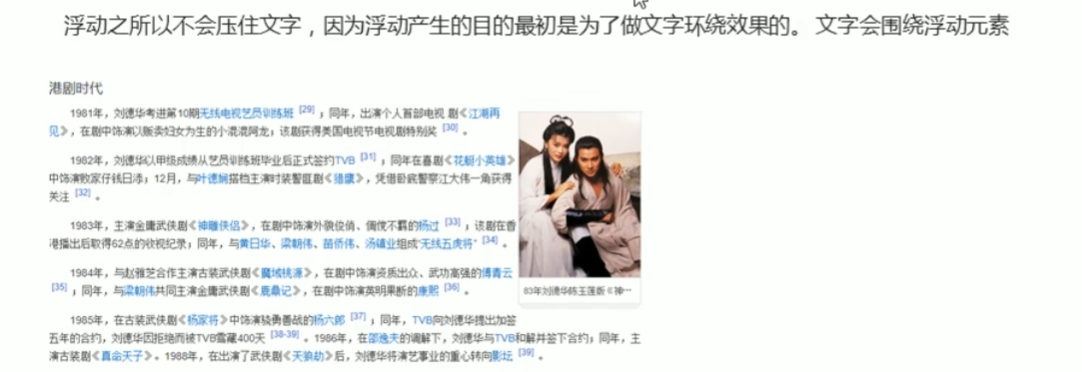 浮动之所以不会压住文字，因为浮动产生的目的最初是为了做文字环绕效果的。 文字会围绕浮动元素
港剧时代
1981年，刘德华考进第10期无线电视艺员训练班 [29] ；同年，出演个人首部电视 剧《江湖再
见》，在剧中饰演以贩卖妇女为生的小混混阿龙；该剧获得美国电视节电视剧特别奖 [30] 。
1982年，刘德华以甲级成绩从艺员训练班毕业后正式签约TVB [31] ；同年在喜剧《花艇小英雄》
中饰演败家仔钱日添；12月，与叶德娴搭档主演时装警匪剧《猎鹰》，凭借卧底警察江大伟一角获得
关注 [32] 。
1983年，主演金庸武侠剧《神雕侠侣》，在剧中饰演外貌俊俏、倜傥不羁的杨过 [33] ；该剧在香
港播出后取得62点的收视纪录；同年，与黄日华、梁朝伟、苗侨伟、汤镇业组成“无线五虎将” [34] 。
1984年，与赵雅芝合作主演古装武侠剧《魔域桃源》，在剧中饰演资质出众、武功高强的傅青云
[35] ；同年，与梁朝伟共同主演金庸武侠剧《鹿鼎记》，在剧中饰演英明果断的康熙 [36] 。
83年刘德华陈玉莲版《神…
1985年，在古装武侠剧《杨家将》中饰演骁勇善战的杨六郎 [37] ；同年，TVB向刘德华提出加签
五年的合约，刘德华因拒绝而被TVB雪藏400天 [38-39] 。1986年，在邵逸夫的调解下，刘德华与TVB和解并签下合约；同年，主
演古装剧《真命天子》。1988年，在出演了武侠剧《天狼劫》后，刘德华将演艺事业的重心转向影坛 [39] 。